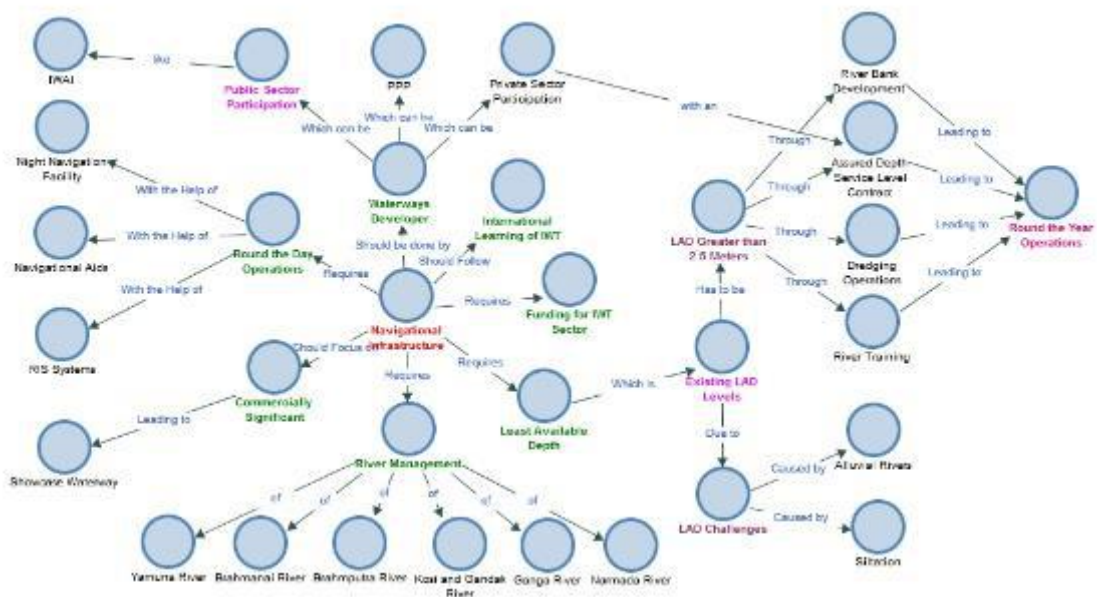 IWAI
like
Public Sector
Participation
PPP
Private Sector
Participation
River Bank
Development
Which can be
Which can be
Which can be
with an
Through
Leading to
Night Navigation
Facility
With the Help of
Waterways
Developer
International
Learning of IWT
Assured Depth
Service Level
Contract
Through
Leading to
Navigational Aids
With the Help of
Round the Day
Operations
Should be done by
Should Follow
LAD Greater than
2.5 Meters
Through
Dredging
Operations
Leading to
Round the Year
Operations
With the Help of
Requires
Requires
Funding for IWT
Sector
Has to be
Through
Leading to
RIS Systems
Navigational
Infrastructure
River Training
Should Focus on
Requires
Requires
Commercially
Significant
Least Available
Depth
Which is
Existing LAD
Levels
Leading to
Showcase Waterway
River Management
Due to
Caused by
Alluvial Rivers
of
of
of
of
of
of
LAD Challenges
Caused by
Siltation
Yamuna River
Brahmanai River
Brahmputra River
Kosi and Gandak
River
Ganga River
Narmada River